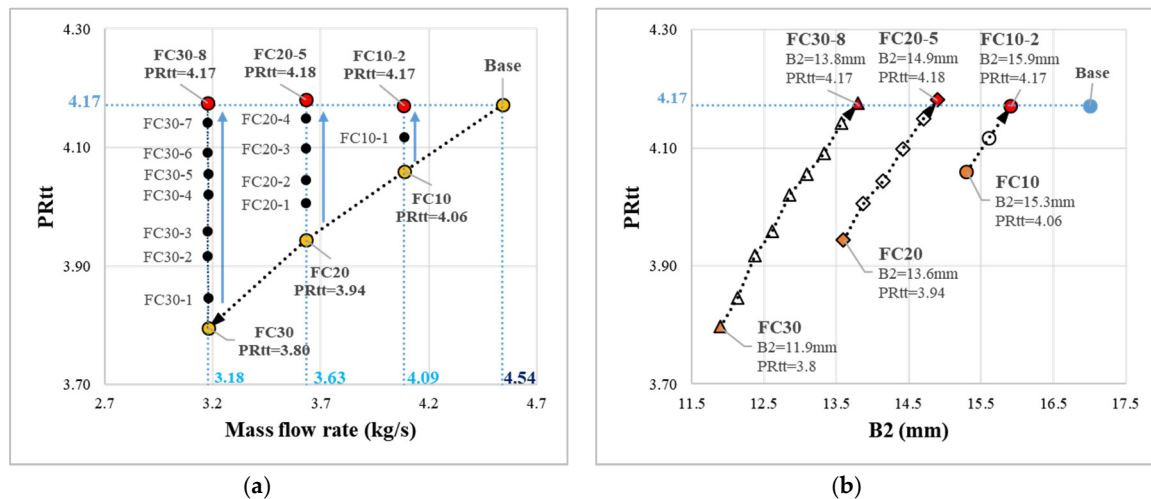 4.30
4.17
4.10
3.90
3.70
PRtt
FC30-8
PRtt=4.17
FC20-5
PRtt=4.18
FC10-2
PRtt=4.17
Base
FC30-7
FC30-6
FC30-5
FC30-4
FC30-3
FC30-2
FC30-1
FC20-4
FC20-3
FC20-2
FC20-1
FC10-1
FC10
PRtt=4.06
FC20
PRtt=3.94
FC30
PRtt=3.80
3.18
3.63
4.09
4.54
2.7
3.2
3.7
4.2
4.7
Mass flow rate (kg/s)
(a)
4.30
4.17
4.10
3.90
3.70
PRtt
FC30-8
B2=13.8mm
PRtt=4.17
FC20-5
B2=14.9mm
PRtt=4.18
FC10-2
B2=15.9mm
PRtt=4.17
Base
FC10
B2=15.3mm
PRtt=4.06
FC20
B2=13.6mm
PRtt=3.94
FC30
B2=11.9mm
PRtt=3.8
11.5
12.5
13.5
14.5
15.5
16.5
17.5
B2 (mm)
(b)